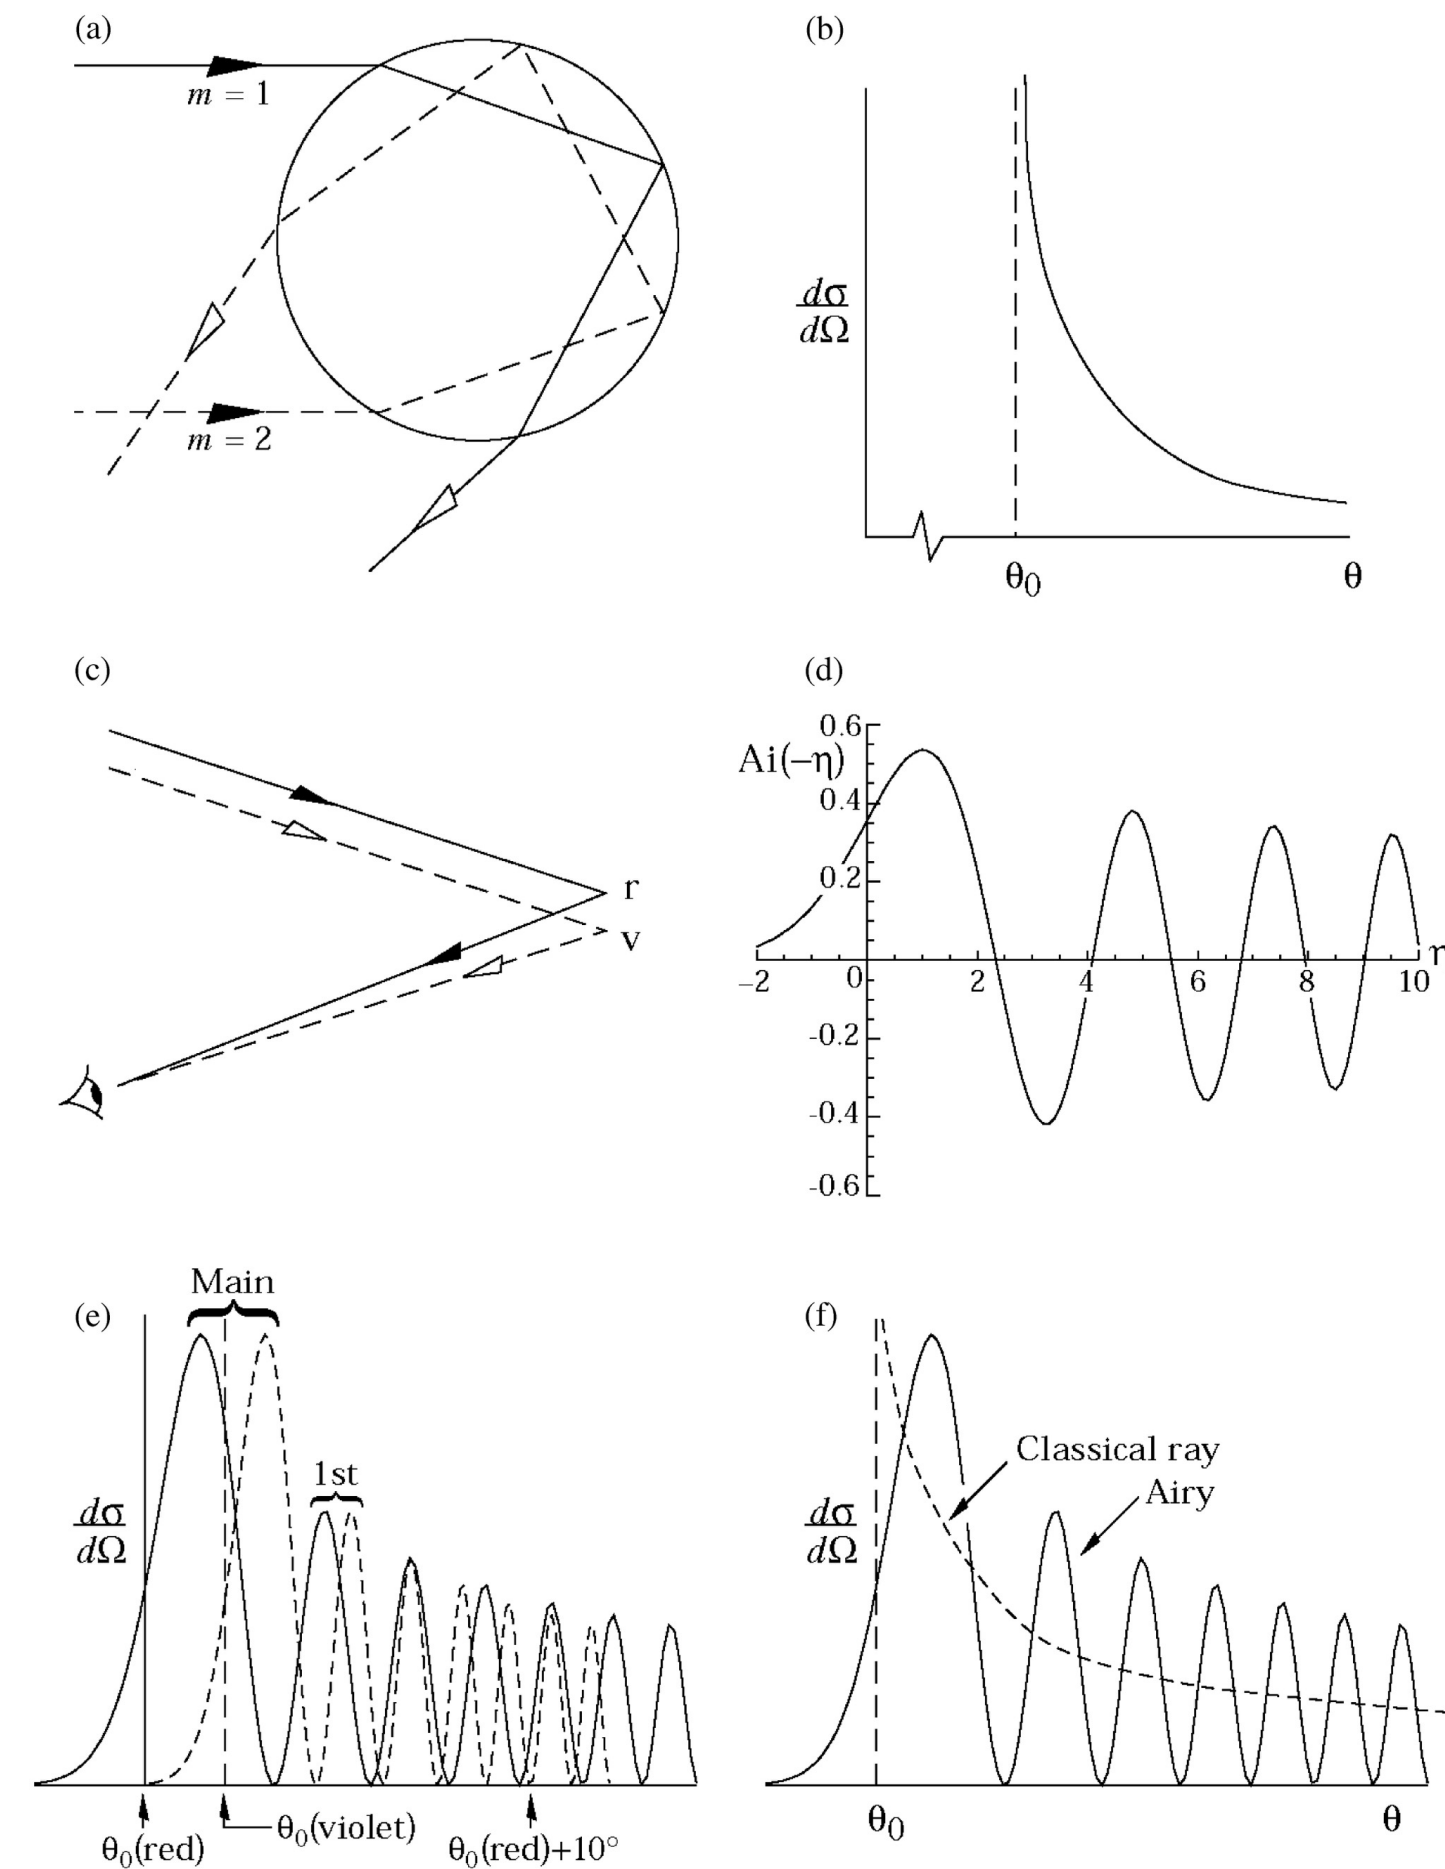 (a)
m = 1
m = 2
(b)
dσ
dΩ
θ0
θ
(c)
r
v
(d)
Ai(−η)
0.6
0.4
0.2
0
-0.2
-0.4
-0.6
−2
2
4
6
8
10
(e)
Main
1st
dσ
dΩ
θ0(red)
θ0(violet)
θ0(red)+10°
(f)
Classical ray
Airy
dσ
dΩ
θ0
θ